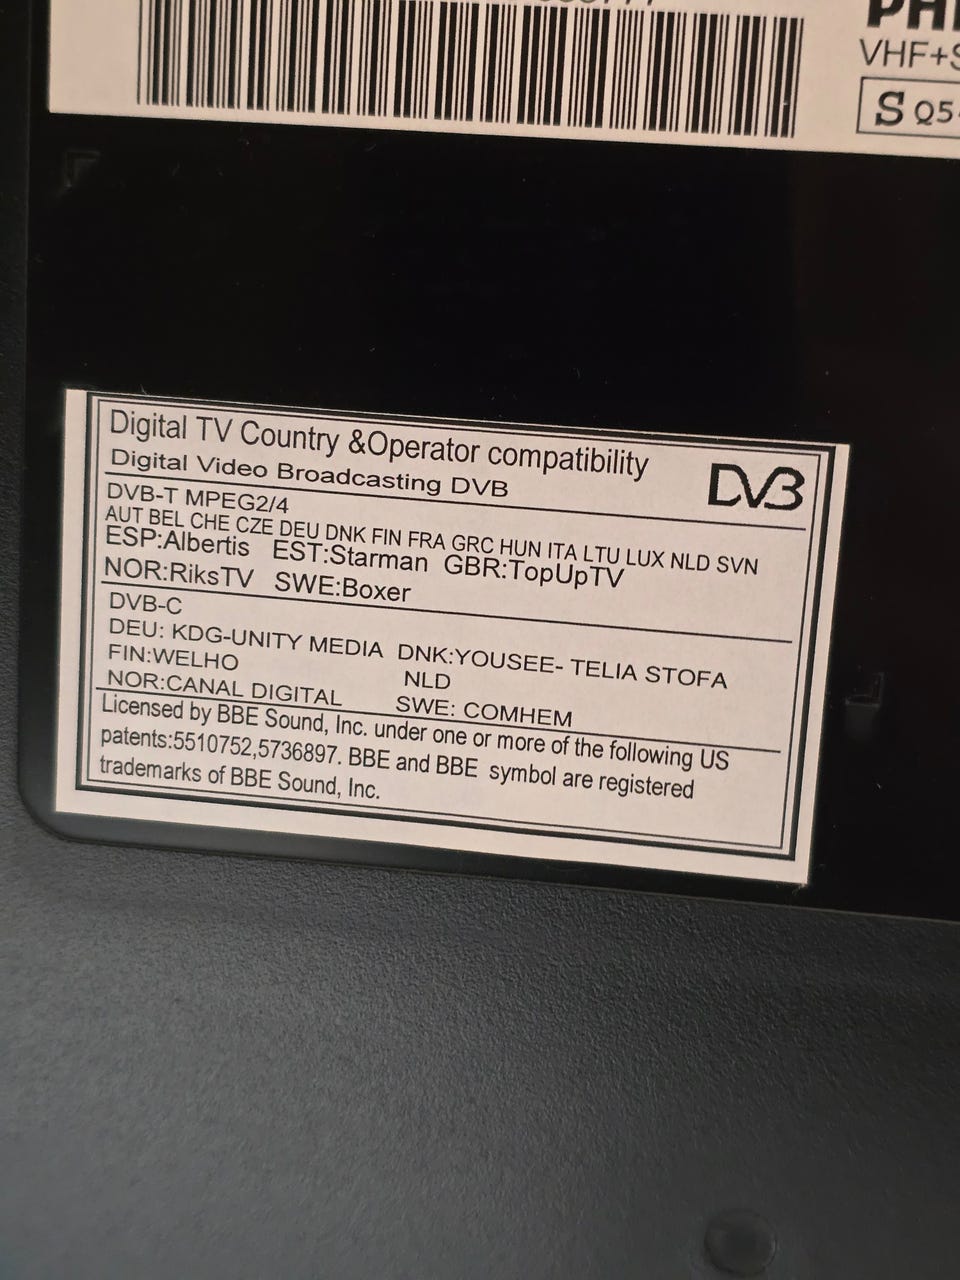 VHF+S
S Q54
Digital TV Country &Operator compatibility
Digital Video Broadcasting DVB
DVB
DVB-T MPEG2/4
AUT BEL CHE CZE DEU DNK FIN FRA GRC HUN ITA LTU LUX NLD SVN
ESP:Albertis EST:Starman GBR:TopUpTV
NOR:RiksTV SWE:Boxer
DVB-C
DEU: KDG-UNITY MEDIA DNK:YOUSEE- TELIA STOFA
FIN:WELHO NLD
NOR:CANAL DIGITAL SWE: COMHEM
Licensed by BBE Sound, Inc. under one or more of the following US
patents:5510752,5736897. BBE and BBE symbol are registered
trademarks of BBE Sound, Inc.